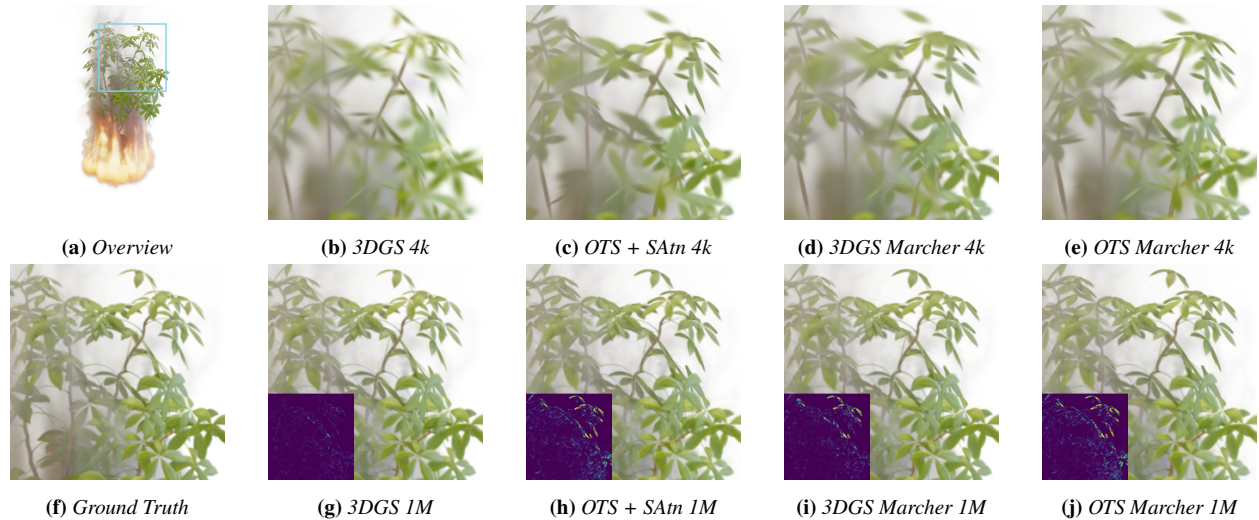 (a) Overview
(b) 3DGS 4k
(c) OTS + SAtn 4k
(d) 3DGS Marcher 4k
(e) OTS Marcher 4k
(f) Ground Truth
(g) 3DGS 1M
(h) OTS + SAtn 1M
(i) 3DGS Marcher 1M
(j) OTS Marcher 1M